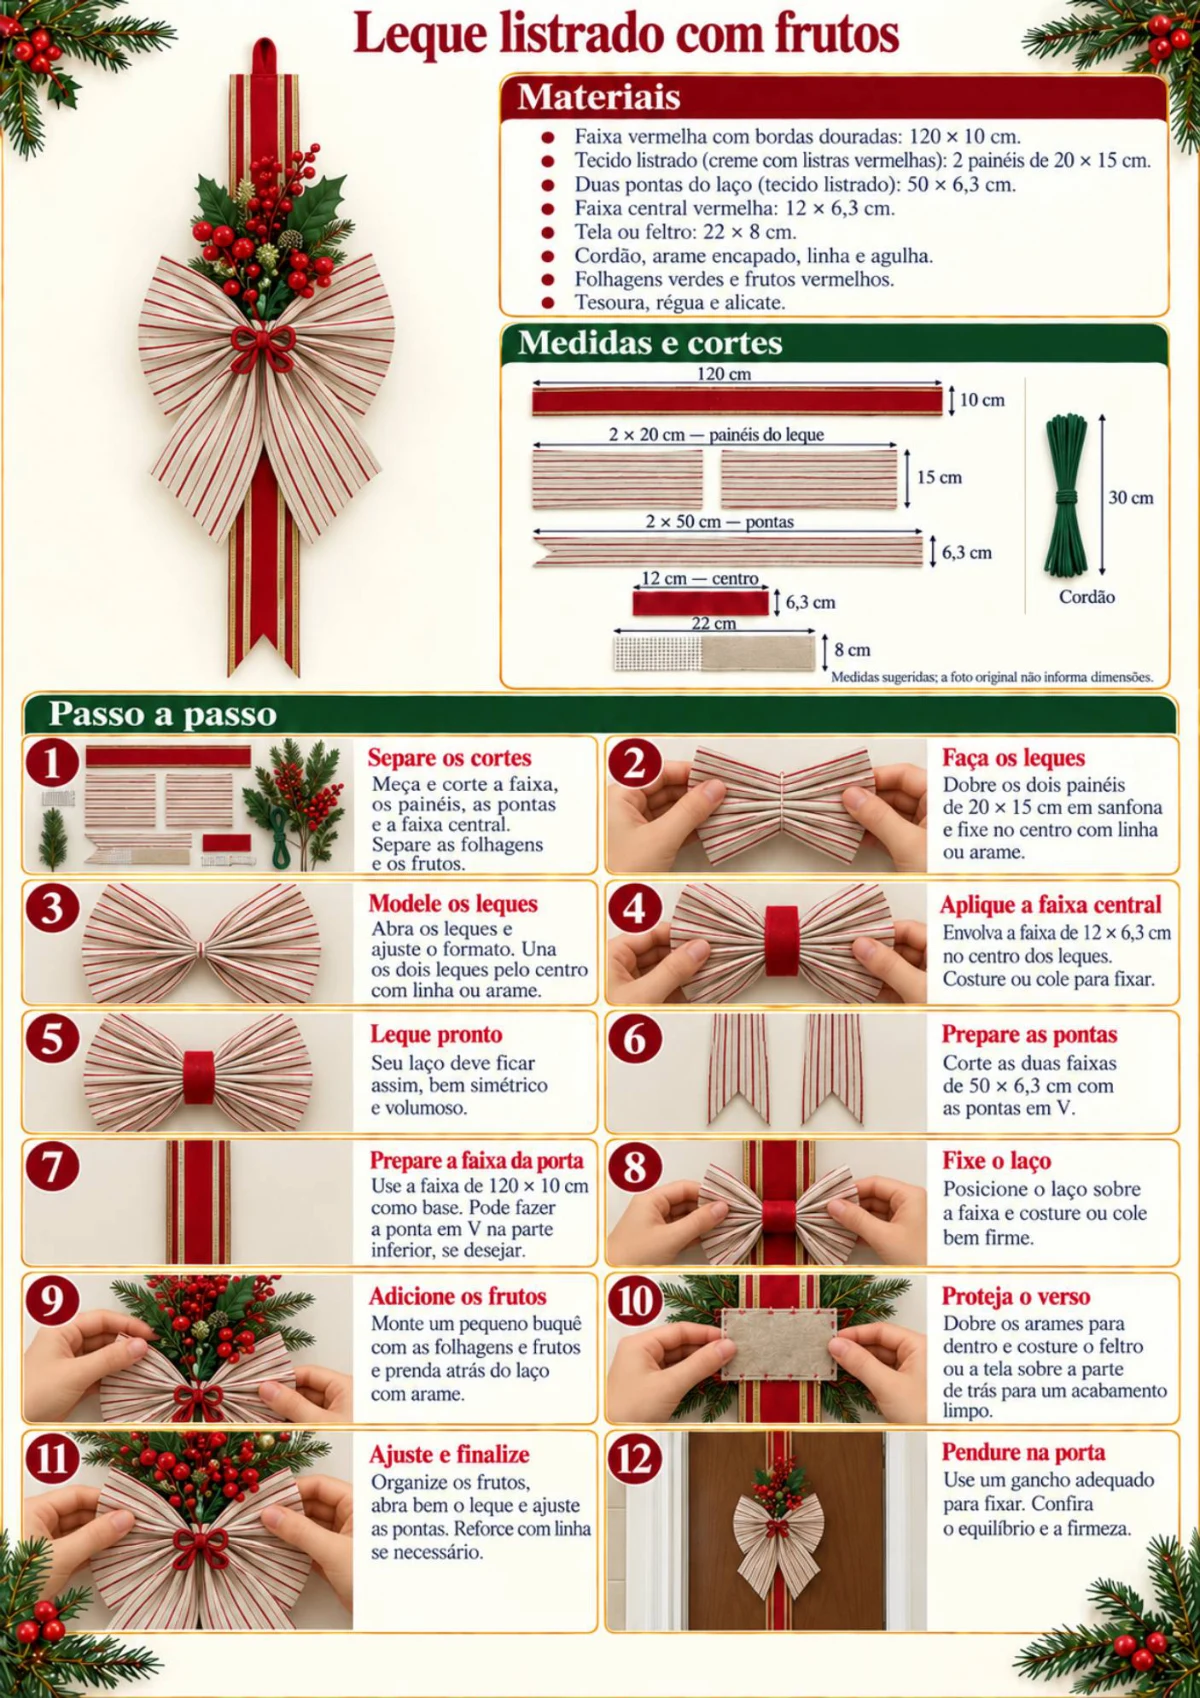 Leque listrado com frutos
Materiais
Faixa vermelha com bordas douradas: 120 × 10 cm.
Tecido listrado (creme com listras vermelhas): 2 painéis de 20 × 15 cm.
Duas pontas do laço (tecido listrado): 50 × 6,3 cm.
Faixa central vermelha: 12 × 6,3 cm.
Tela ou feltro: 22 × 8 cm.
Cordão, arame encapado, linha e agulha.
Folhagens verdes e frutos vermelhos.
Tesoura, régua e alicate.
Medidas e cortes
120 cm
10 cm
2 × 20 cm — painéis do leque
15 cm
2 × 50 cm — pontas
6,3 cm
12 cm — centro
6,3 cm
22 cm
8 cm
30 cm
Cordão
Medidas sugeridas; a foto original não informa dimensões.
Passo a passo
1
Separe os cortes
Meça e corte a faixa,
os painéis, as pontas
e a faixa central.
Separe as folhagens
e os frutos.
2
Faça os leques
Dobre os dois painéis
de 20 × 15 cm em sanfona
e fixe no centro com linha
ou arame.
3
Modele os leques
Abra os leques e
ajuste o formato. Una
os dois leques pelo centro
com linha ou arame.
4
Aplique a faixa central
Envolva a faixa de 12 × 6,3 cm
no centro dos leques.
Costure ou cole para fixar.
5
Leque pronto
Seu laço deve ficar
assim, bem simétrico
e volumoso.
6
Prepare as pontas
Corte as duas faixas
de 50 × 6,3 cm com
as pontas em V.
7
Prepare a faixa da porta
Use a faixa de 120 × 10 cm
como base. Pode fazer
a ponta em V na parte
inferior, se desejar.
8
Fixe o laço
Posicione o laço sobre
a faixa e costure ou cole
bem firme.
9
Adicione os frutos
Monte um pequeno buquê
com as folhagens e frutos
e prenda atrás do laço
com arame.
10
Proteja o verso
Dobre os arames para
dentro e costure o feltro
ou a tela sobre a parte
de trás para um acabamento
limpo.
11
Ajuste e finalize
Organize os frutos,
abra bem o leque e ajuste
as pontas. Reforce com linha
se necessário.
12
Pendure na porta
Use um gancho adequado
para fixar. Confira
o equilíbrio e a firmeza.